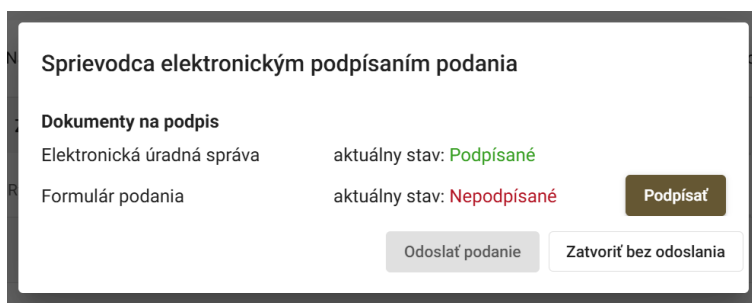 Sprievodca elektronickým podpísaním podania
Dokumenty na podpis
Elektronická úradná správa aktuálny stav: Podpísané
Formulár podania aktuálny stav: Nepodpísané Podpísať
Odoslať podanie Zatvoriť bez odoslania